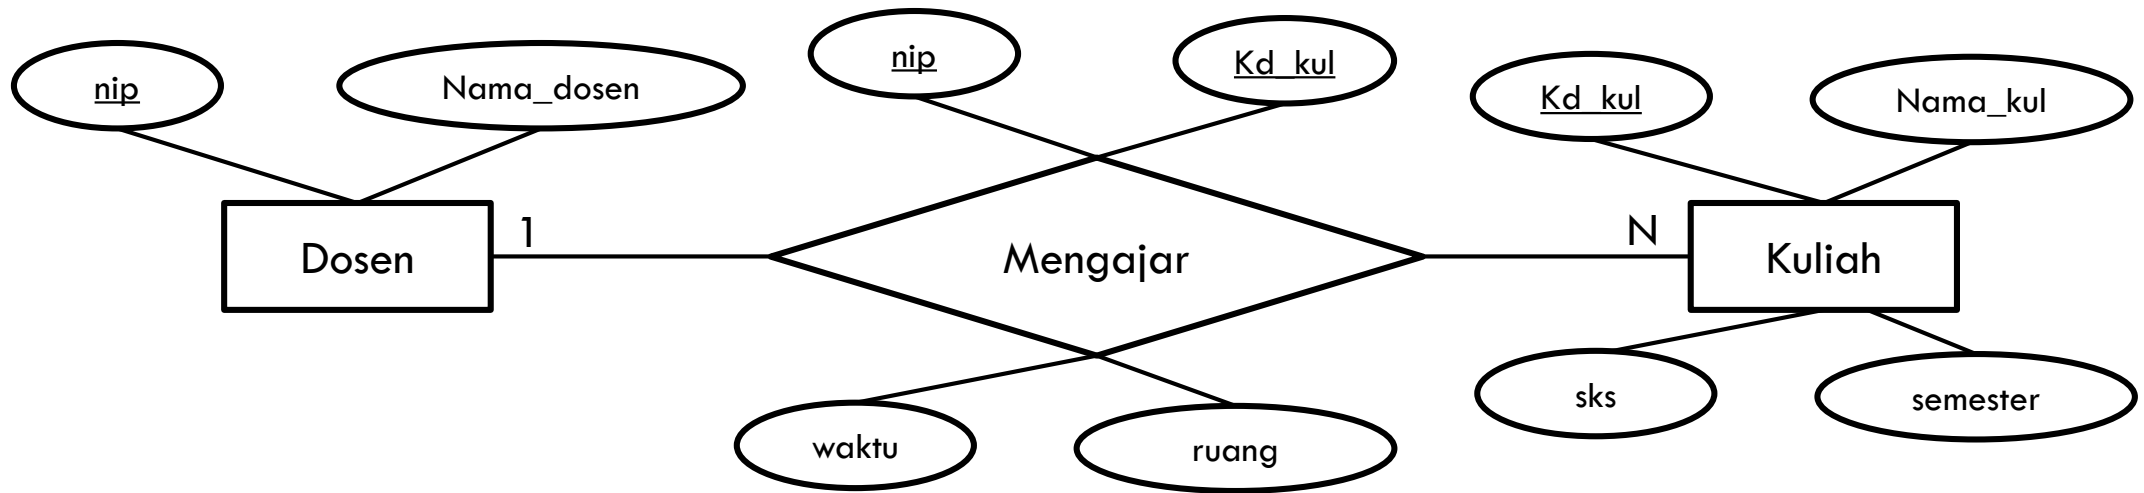 nip
Nama_dosen
nip
Kd_kul
Kd_kul
Nama_kul
Dosen
1
Mengajar
N
Kuliah
waktu
ruang
sks
semester